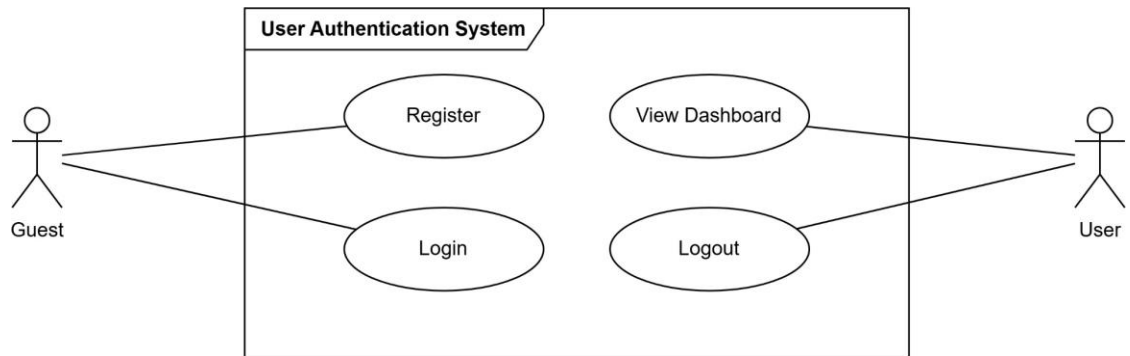 User Authentication System
Register
View Dashboard
Guest
Login
Logout
User